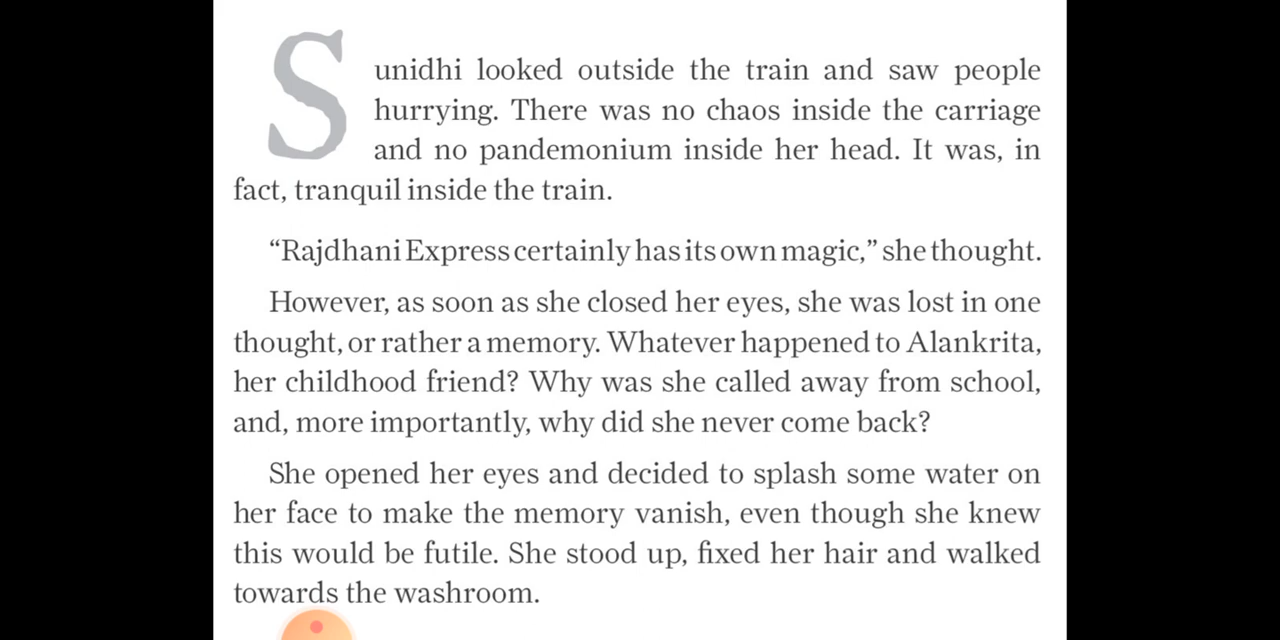 Sunidhi looked outside the train and saw people
hurrying. There was no chaos inside the carriage
and no pandemonium inside her head. It was, in
fact, tranquil inside the train.
“Rajdhani Express certainly has its own magic,” she thought.
However, as soon as she closed her eyes, she was lost in one
thought, or rather a memory. Whatever happened to Alankrita,
her childhood friend? Why was she called away from school,
and, more importantly, why did she never come back?
She opened her eyes and decided to splash some water on
her face to make the memory vanish, even though she knew
this would be futile. She stood up, fixed her hair and walked
towards the washroom.